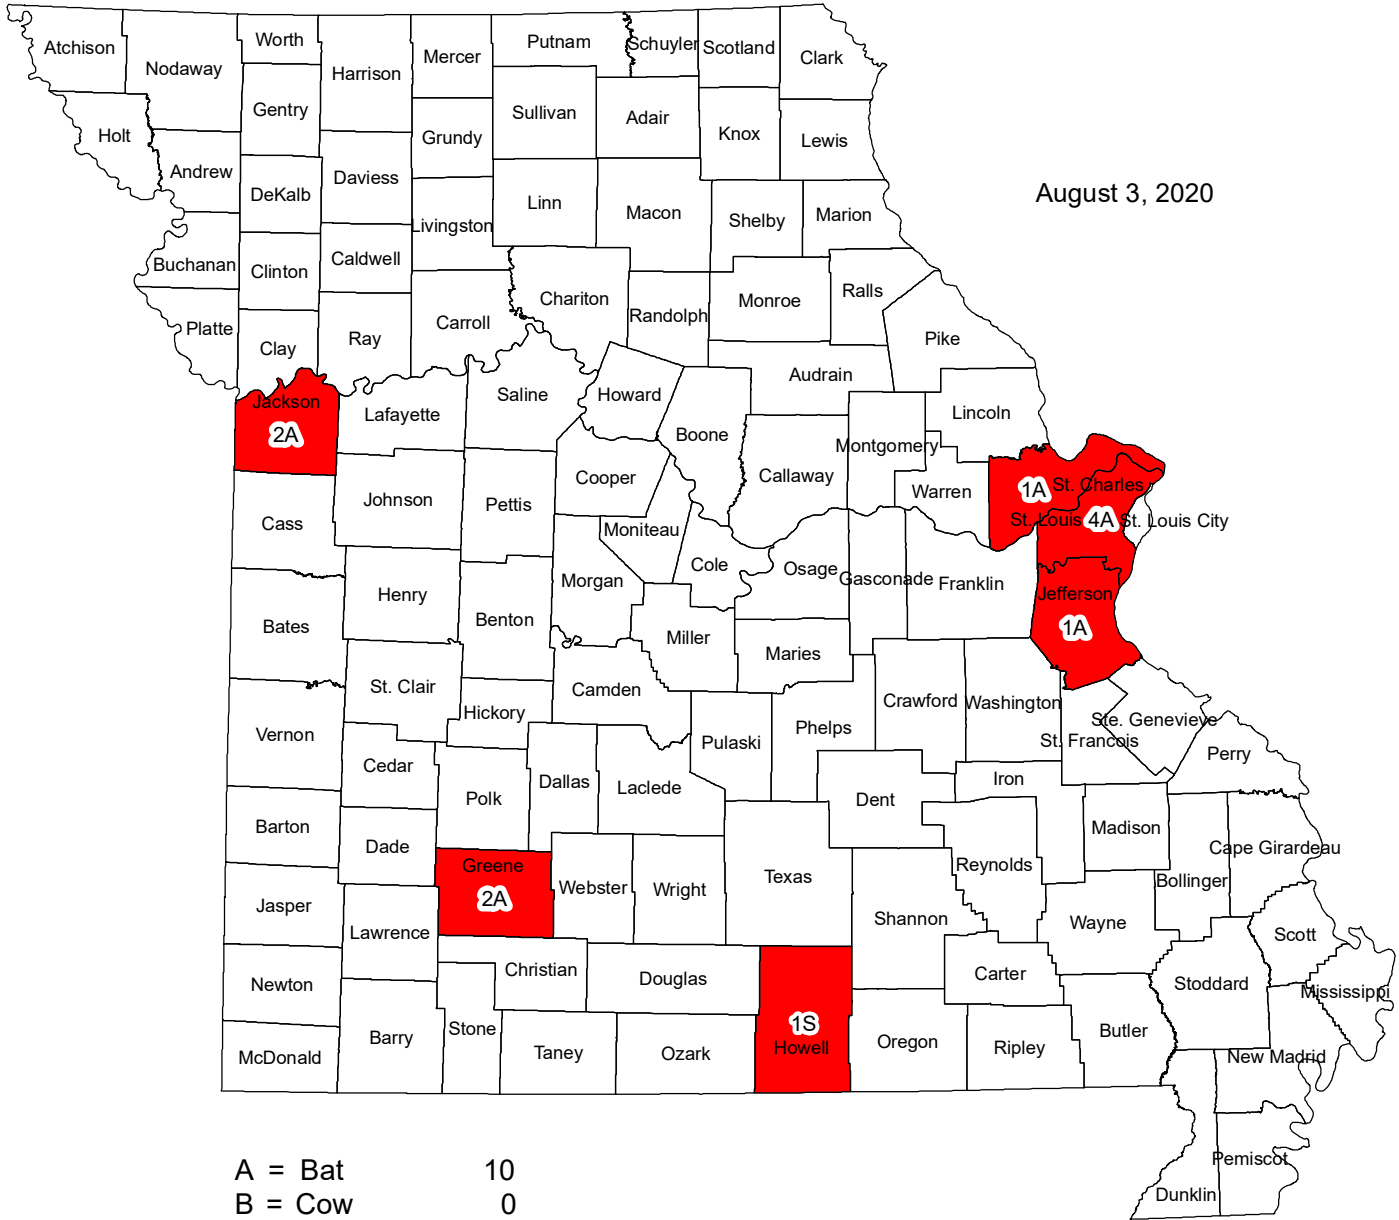 Atchison
Nodaway
Worth
Harrison
Mercer
Putnam
Schuyler
Scotland
Clark
Gentry
Holt
Sullivan
Adair
Knox
Lewis
Grundy
Andrew
DeKalb
Daviess
Livingston
Linn
Macon
Shelby
Marion
August 3, 2020
Buchanan
Clinton
Caldwell
Chariton
Randolph
Monroe
Ralls
Platte
Clay
Ray
Carroll
Pike
Jackson
2A
Lafayette
Saline
Howard
Audrain
Lincoln
Boone
Montgomery
Callaway
Warren
1A
St. Charles
St. Louis
4A
St. Louis City
Cass
Johnson
Pettis
Cooper
Moniteau
Cole
Osage
Gasconade
Franklin
Jefferson
1A
Bates
Henry
Benton
Morgan
Miller
Maries
St. Clair
Hickory
Camden
Pulaski
Phelps
Crawford
Washington
Ste. Genevieve
St. Francois
Perry
Vernon
Cedar
Polk
Dallas
Laclede
Dent
Iron
Madison
Cape Girardeau
Barton
Dade
Greene
2A
Webster
Wright
Texas
Reynolds
Bollinger
Jasper
Lawrence
Shannon
Wayne
Scott
Newton
Christian
Douglas
Carter
Stoddard
Mississippi
McDonald
Barry
Stone
Taney
Ozark
1S
Howell
Oregon
Ripley
Butler
New Madrid
Pemiscot
Dunklin
A = Bat 10
B = Cow 0